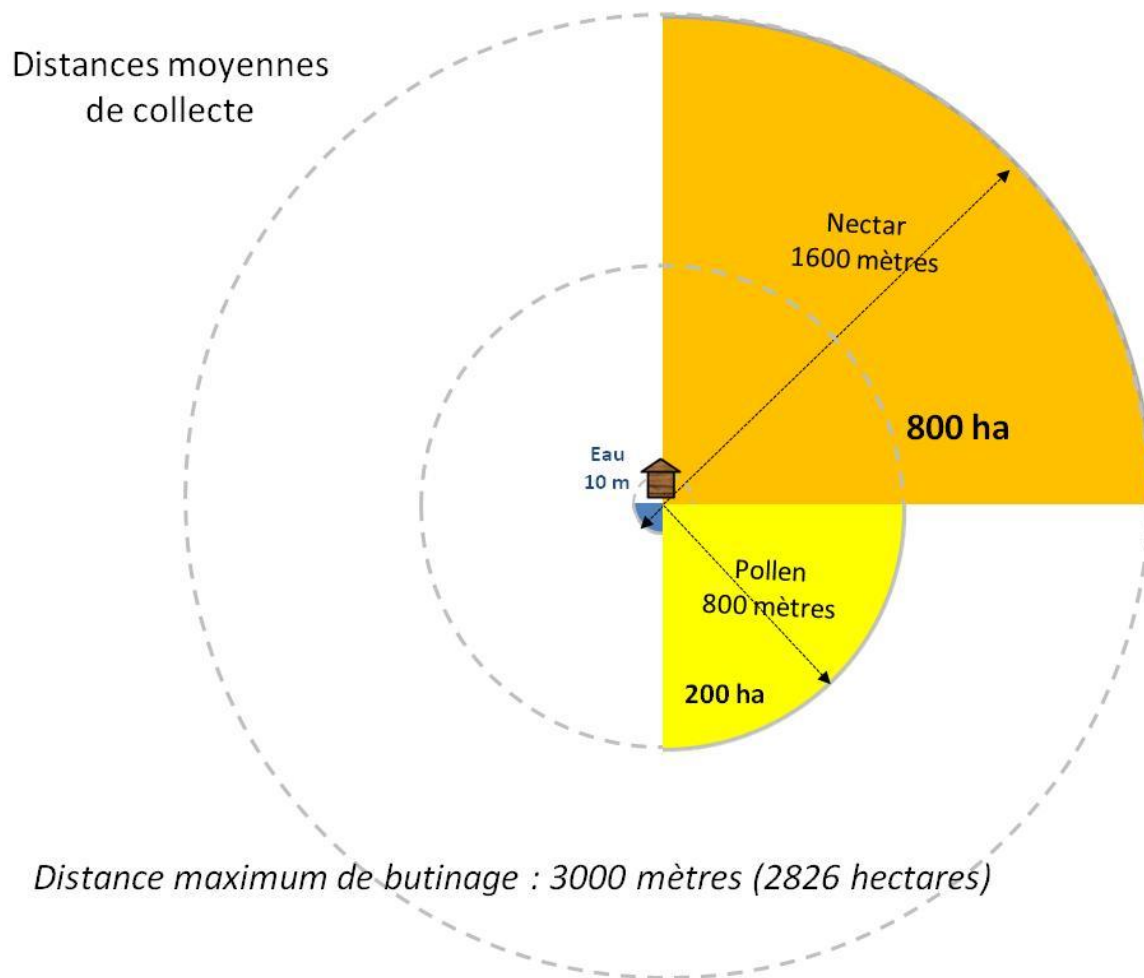 Distances moyennes
de collecte
Nectar
1600 mètres
800 ha
Eau
10 m
Pollen
800 mètres
200 ha
Distance maximum de butinage : 3000 mètres (2826 hectares)